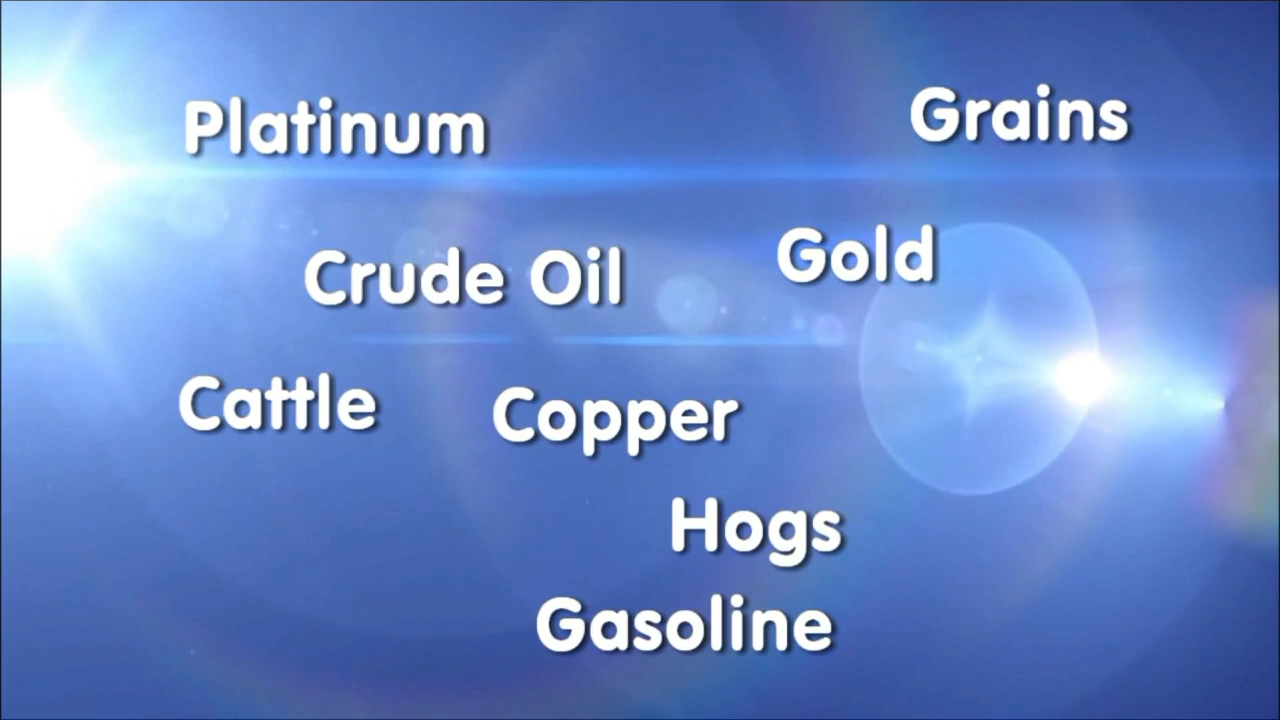 Platinum
Grains
Crude Oil
Gold
Cattle
Copper
Hogs
Gasoline